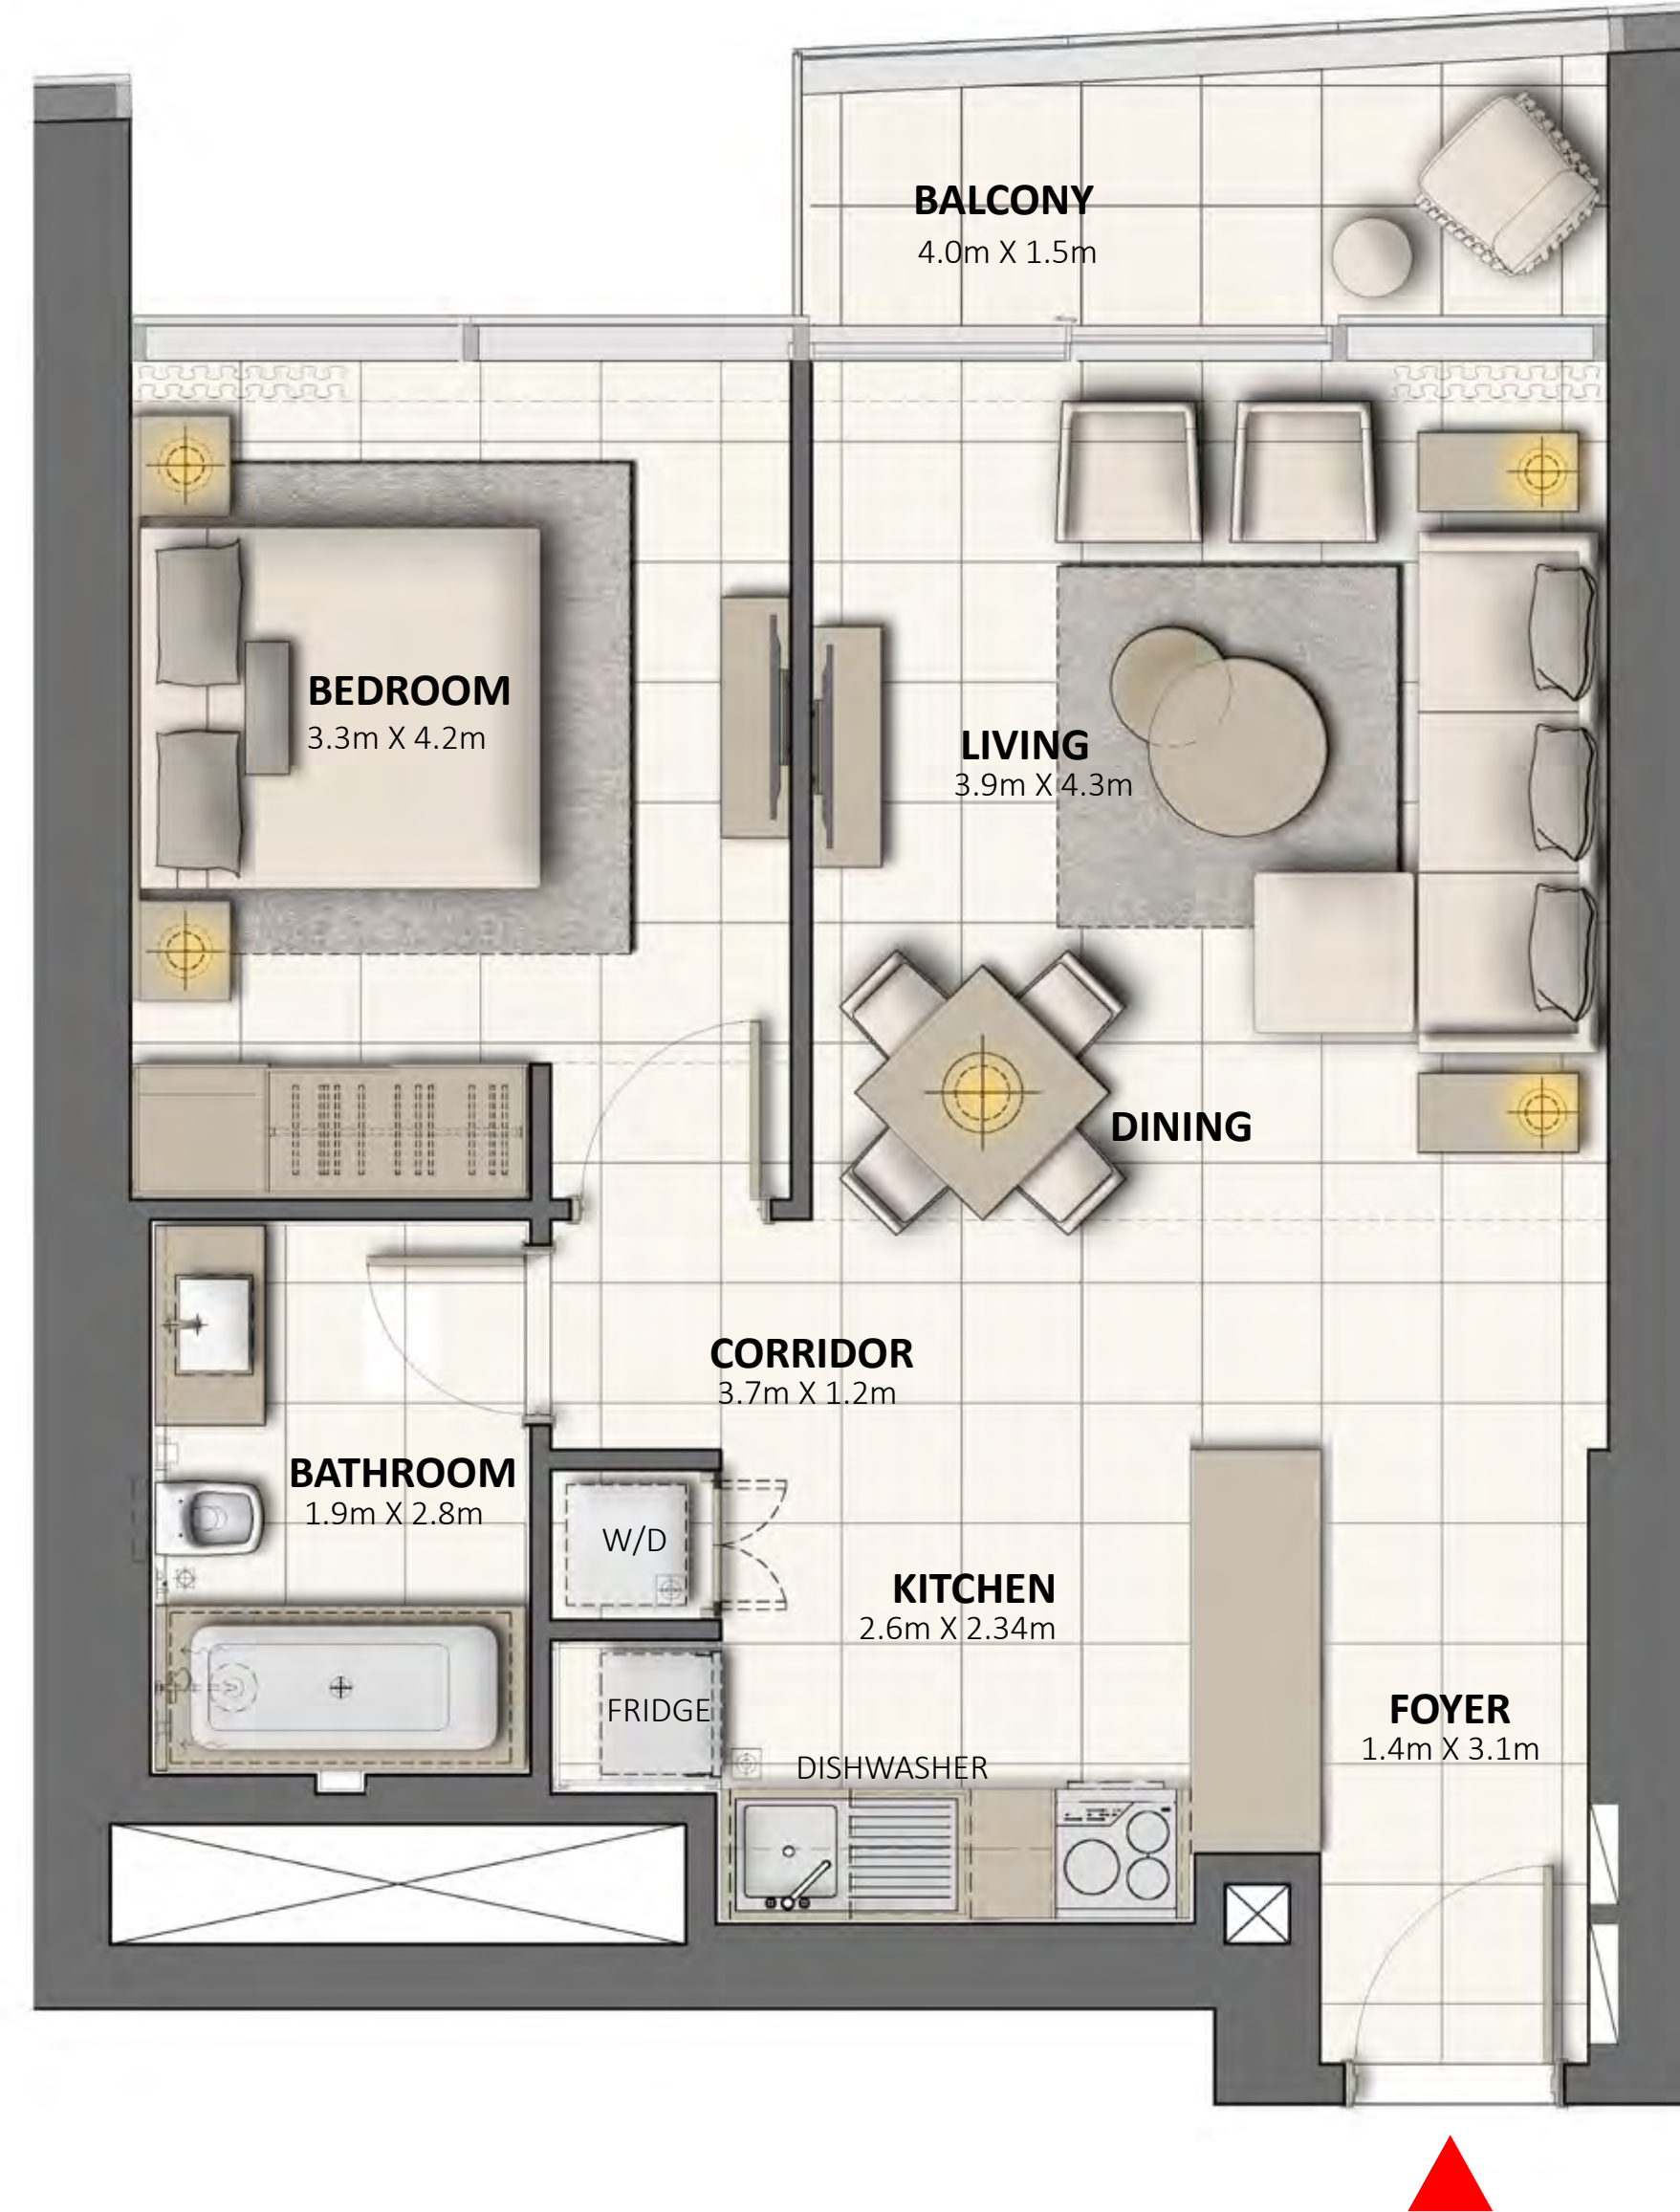 BALCONY
4.0m X 1.5m
BEDROOM
3.3m X 4.2m
LIVING
3.9m X 4.3m
DINING
CORRIDOR
3.7m X 1.2m
BATHROOM
1.9m X 2.8m
W/D
KITCHEN
2.6m X 2.34m
FRIDGE
FOYER
1.4m X 3.1m
DISHWASHER